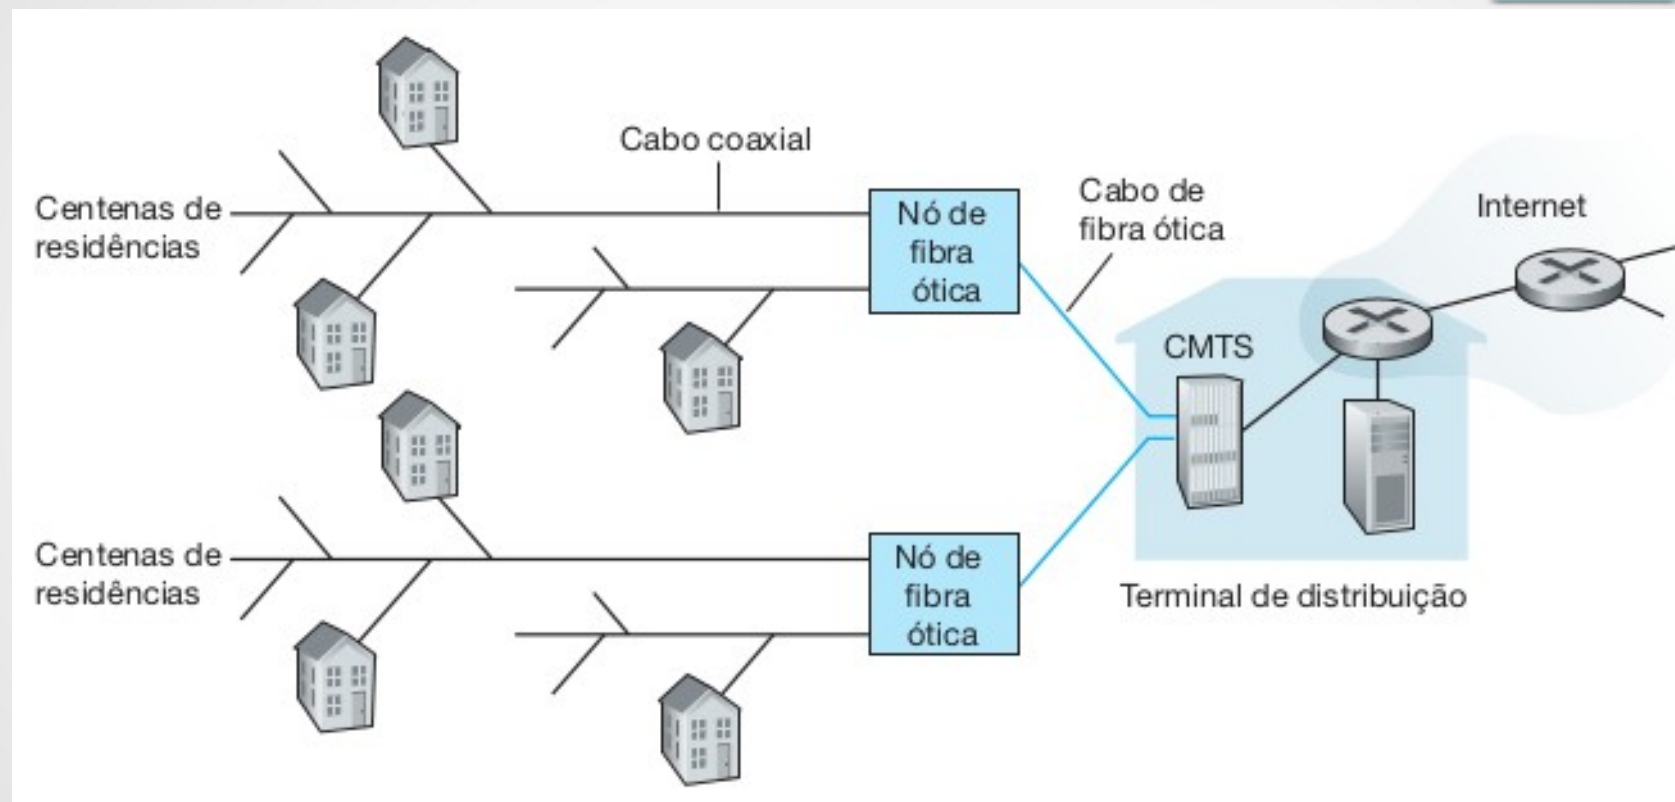 Cabo coaxial
Centenas de
residências
Nó de
fibra
ótica
Cabo de
fibra ótica
Internet
CMTS
Centenas de
residências
Nó de
fibra
ótica
Terminal de distribuição